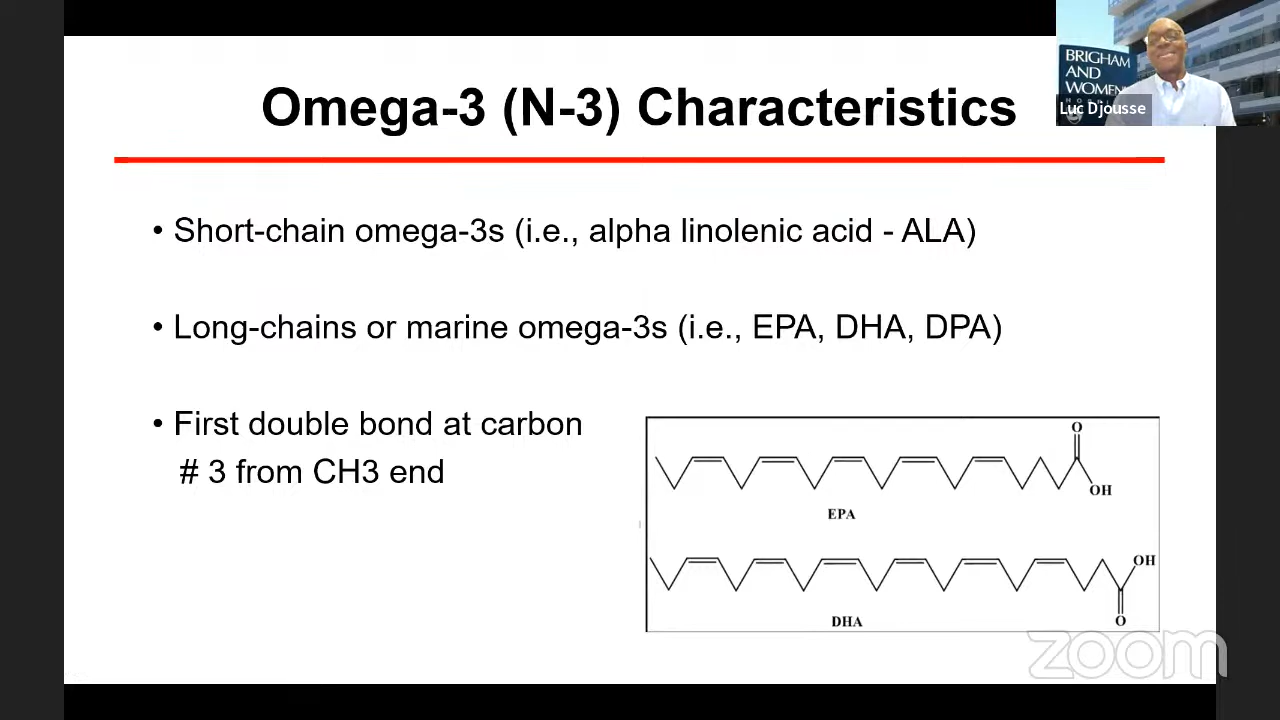 Omega-3 (N-3) Characteristics
BRIGHAM
AND
WOMEN'S
Luc Djousse
• Short-chain omega-3s (i.e., alpha linolenic acid - ALA)
• Long-chains or marine omega-3s (i.e., EPA, DHA, DPA)
• First double bond at carbon
# 3 from CH3 end
O
OH
EPA
OH
DHA
O
zoom